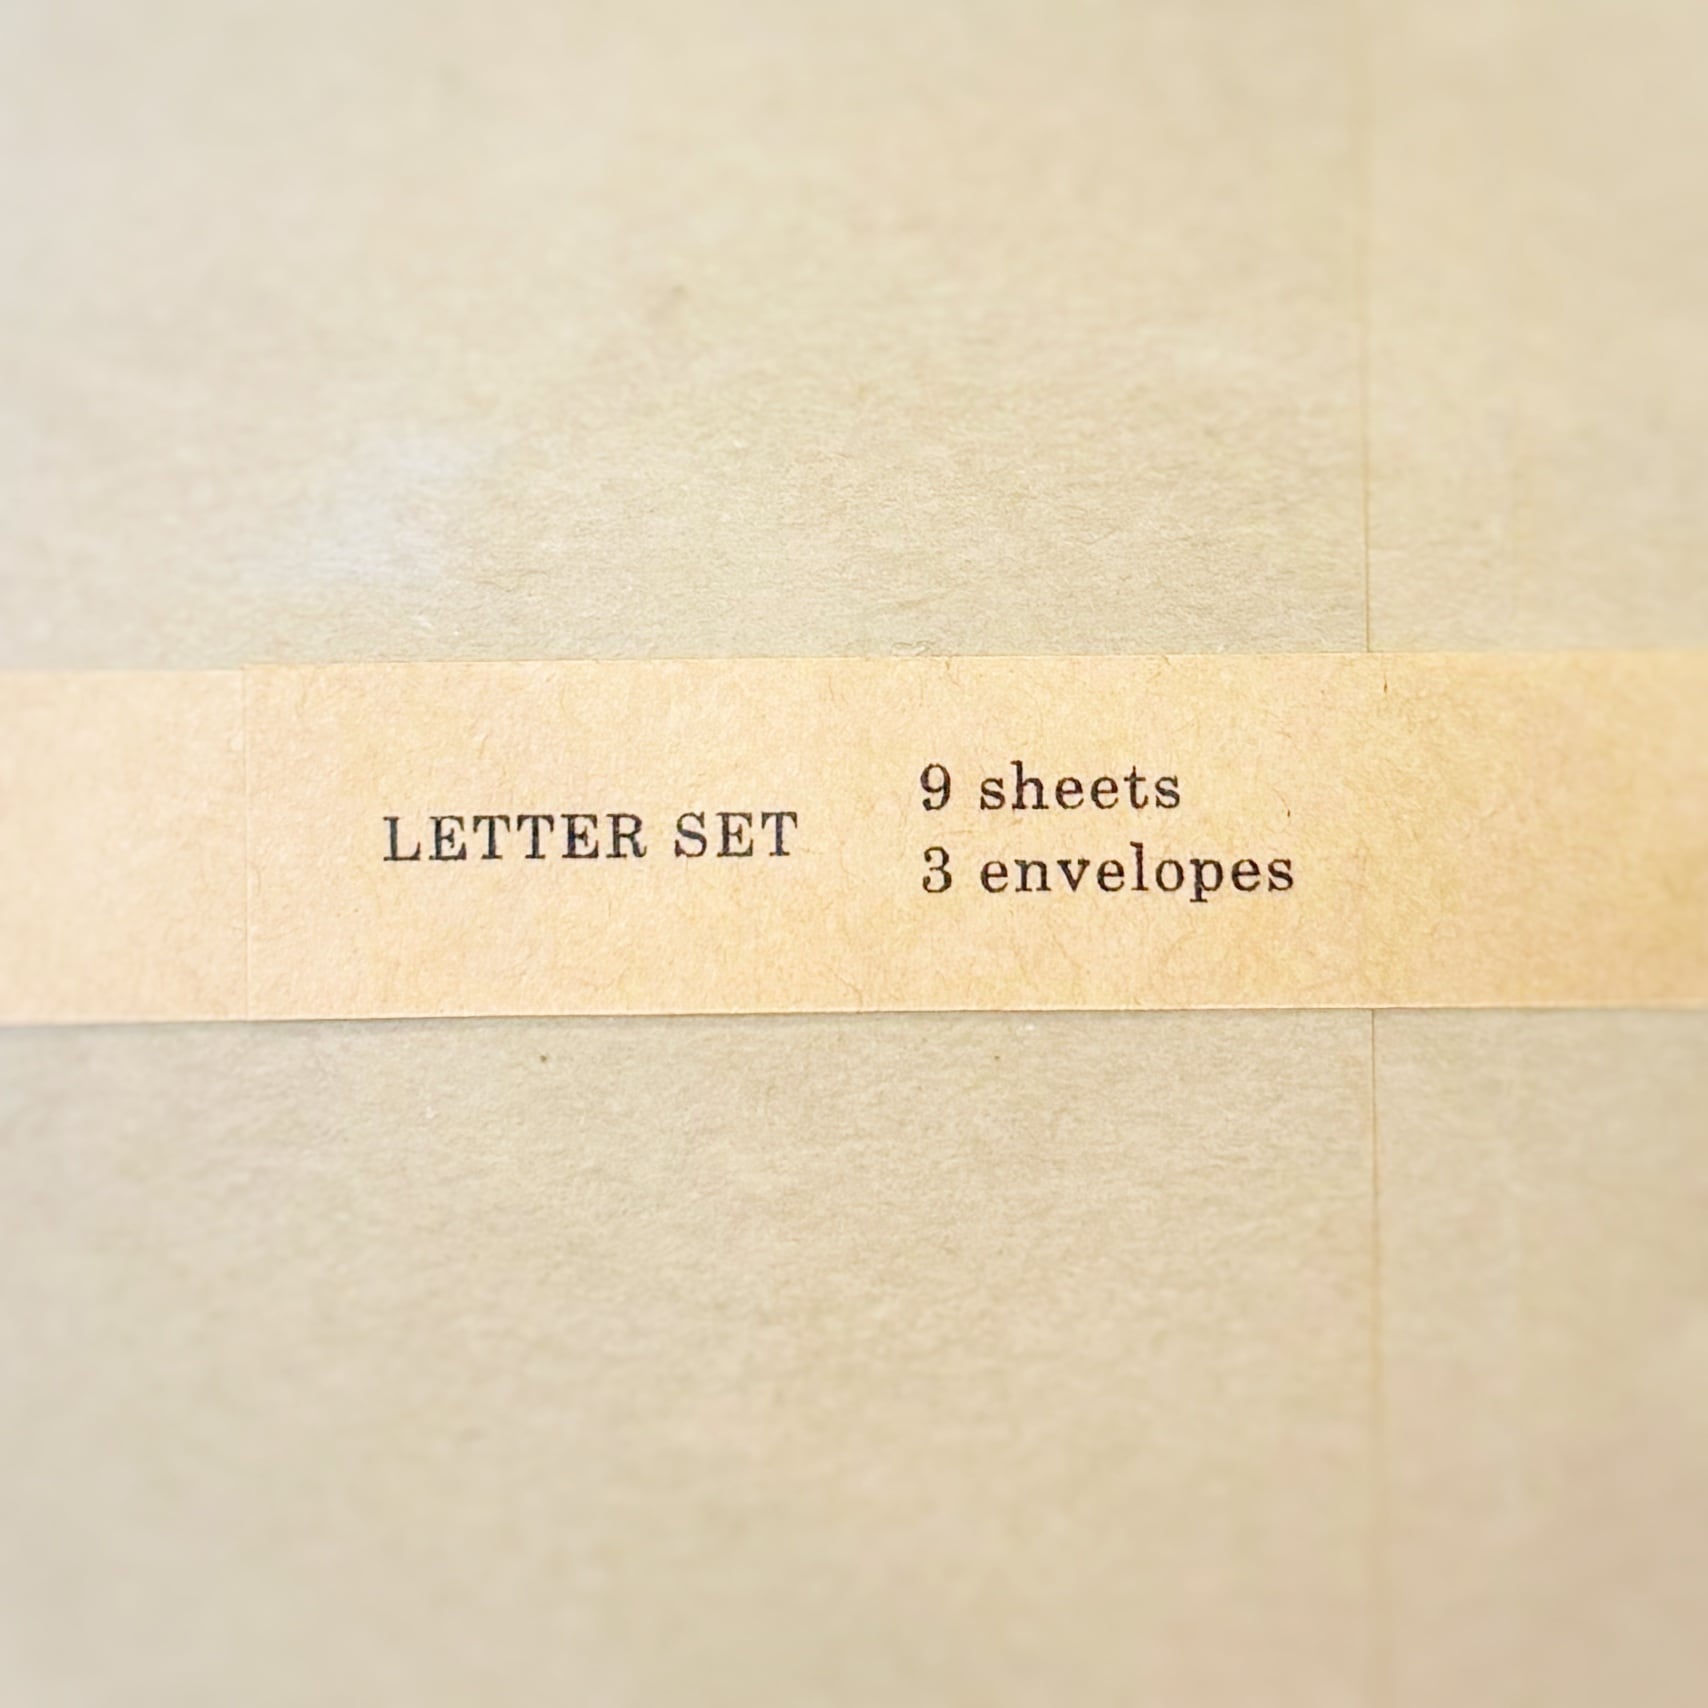 LETTER SET
9 sheets
3 envelopes